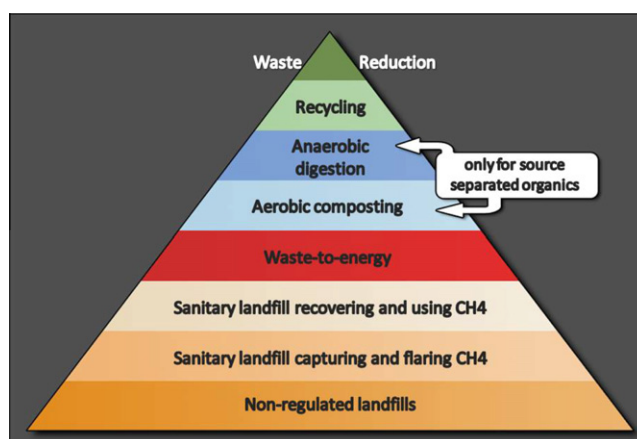 Waste Reduction
Recycling
Anaerobic
digestion
only for source
separated organics
Aerobic composting
Waste-to-energy
Sanitary landfill recovering and using CH4
Sanitary landfill capturing and flaring CH4
Non-regulated landfills